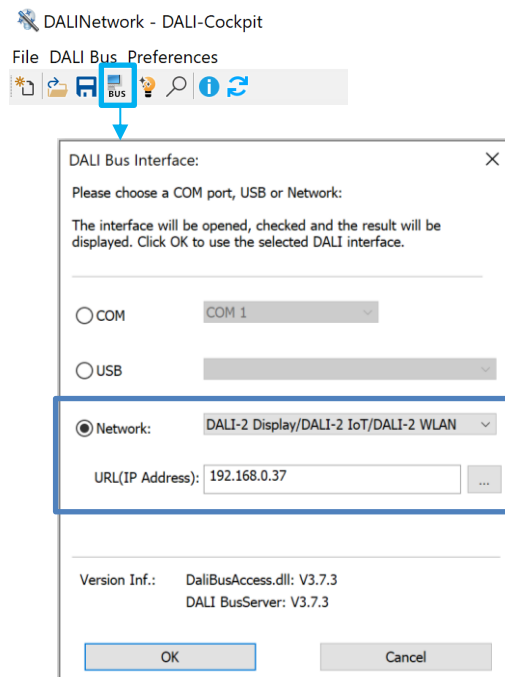 DALINetwork - DALI-Cockpit
File DALI Bus Preferences
BUS
DALI Bus Interface:
Please choose a COM port, USB or Network:
The interface will be opened, checked and the result will be
displayed. Click OK to use the selected DALI interface.
COM COM 1
USB
Network: DALI-2 Display/DALI-2 IoT/DALI-2 WLAN
URL(IP Address): 192.168.0.37 ...
Version Inf.: DaliBusAccess.dll: V3.7.3
DALI BusServer: V3.7.3
OK Cancel